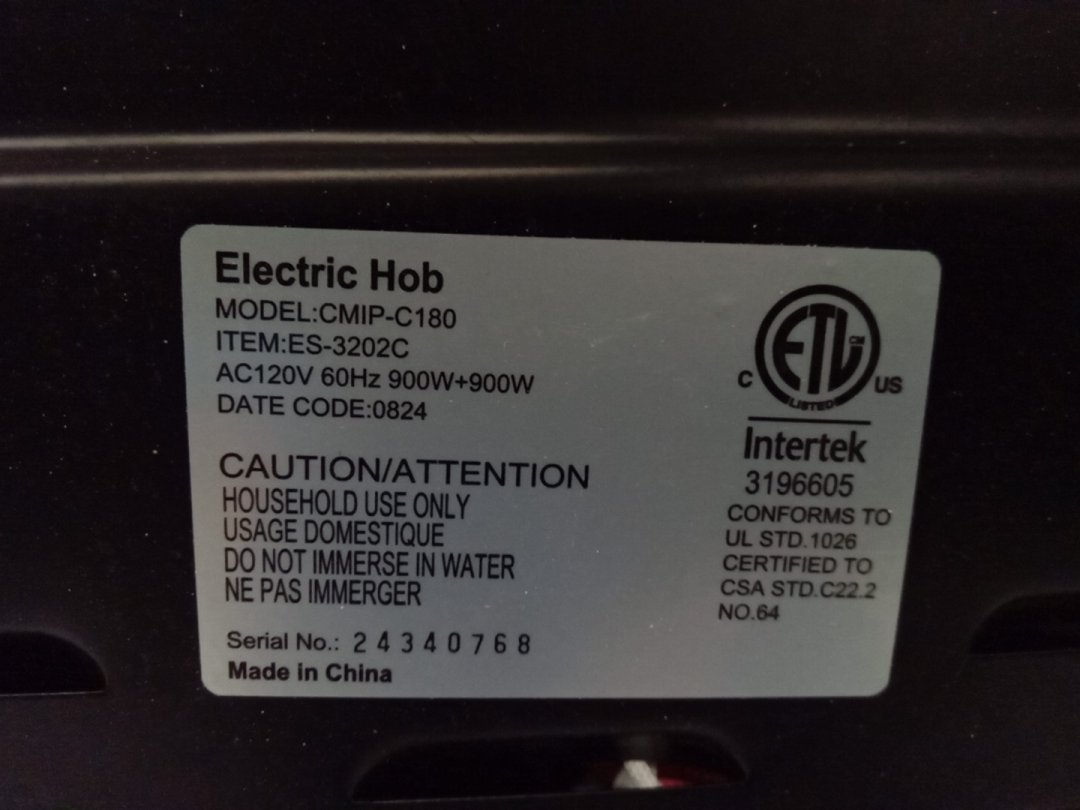 Electric Hob
MODEL:CMIP-C180
ITEM:ES-3202C
AC120V 60Hz 900W+900W
DATE CODE:0824
CAUTION/ATTENTION
HOUSEHOLD USE ONLY
USAGE DOMESTIQUE
DO NOT IMMERSE IN WATER
NE PAS IMMERGER
Serial No.: 24340768
Made in China
ETL CM
C US
LISTED
Intertek
3196605
CONFORMS TO
UL STD.1026
CERTIFIED TO
CSA STD.C22.2
NO.64